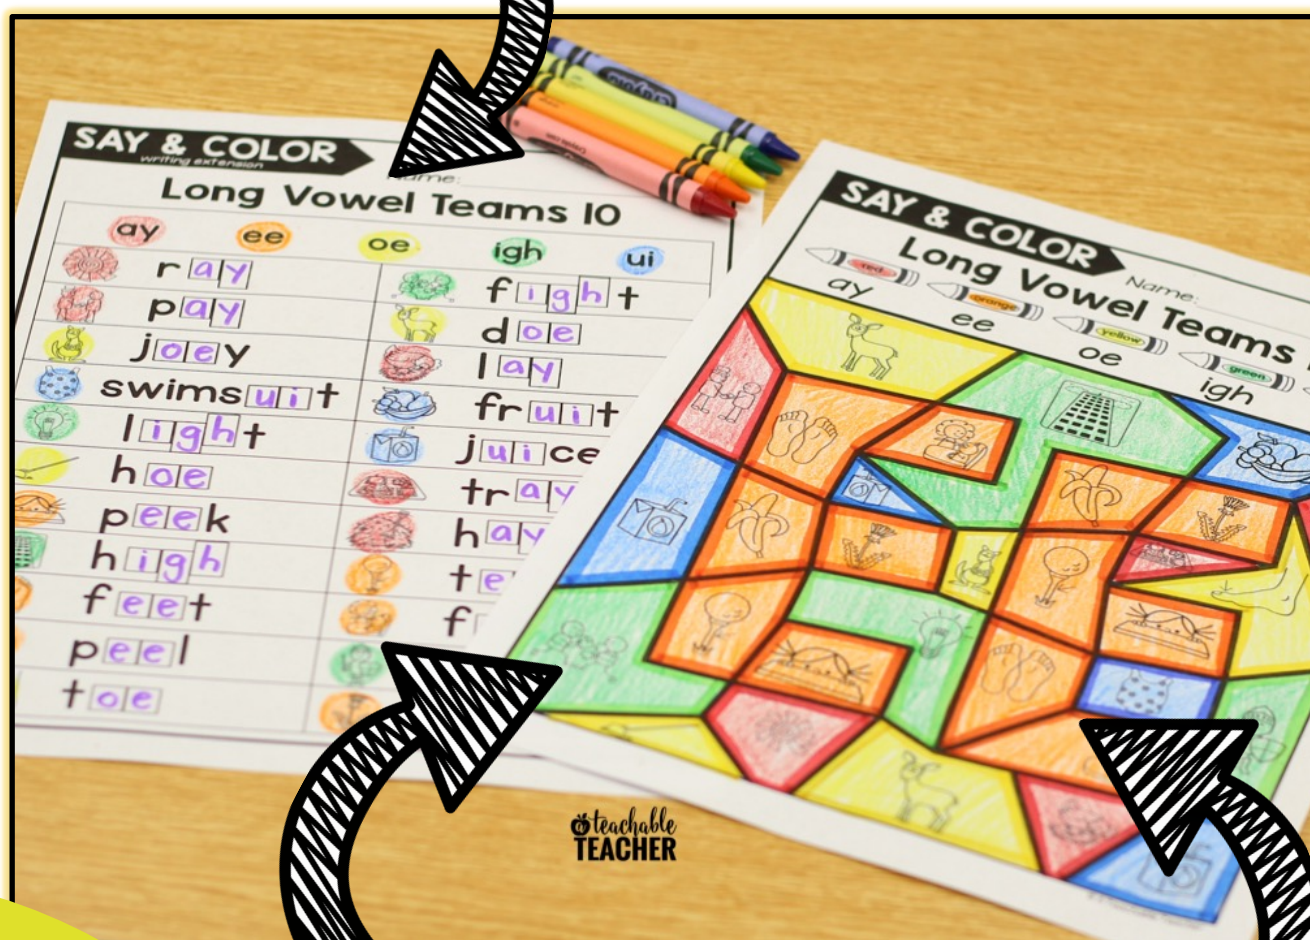 SAY & COLOR
writing extension
Name:
Long Vowel Teams 10
ay ee oe igh ui
ray
fight
pay
doe
joey
lay
swimsuit
fruit
light
juice
hoe
tray
peek
hay
high
te
feet
f
peel
toe
crayola
SAY & COLOR
Name:
Long Vowel Teams
red orange yellow green
ay ee oe igh
a teachable
TEACHER